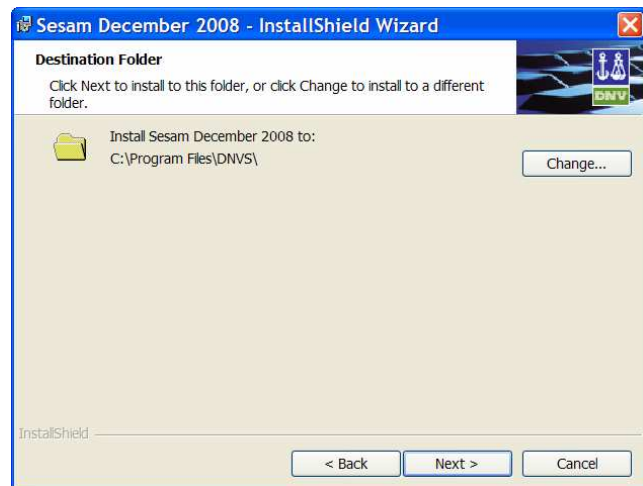 Sesam December 2008 - InstallShield Wizard
Destination Folder
Click Next to install to this folder, or click Change to install to a different
folder.
DNV
Install Sesam December 2008 to:
C:\Program Files\DNVS\
Change...
InstallShield
< Back
Next >
Cancel